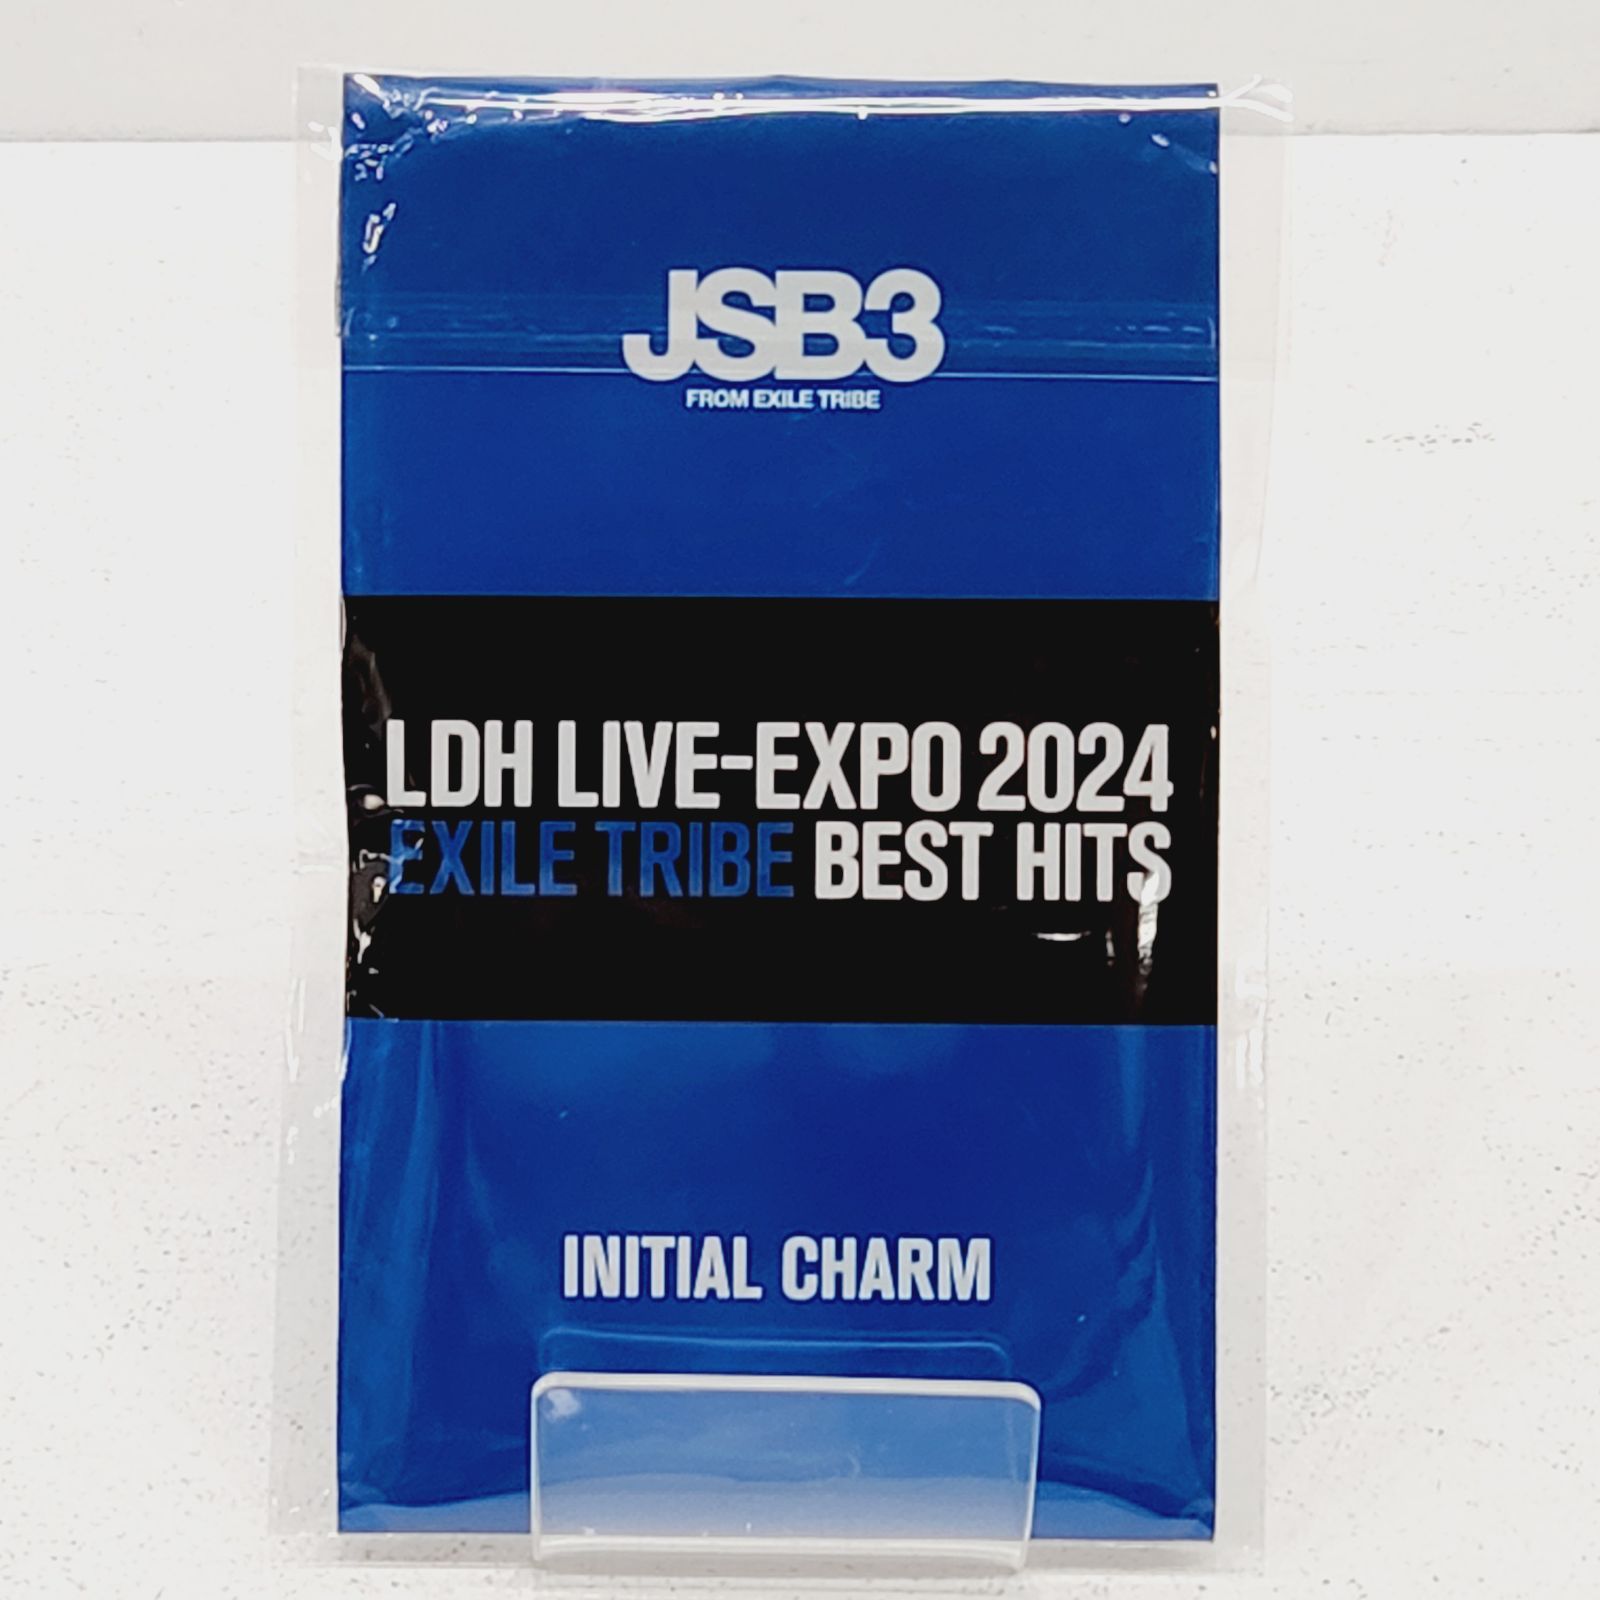 JSB3
FROM EXILE TRIBE
LDH LIVE-EXPO 2024
EXILE TRIBE BEST HITS
INITIAL CHARM